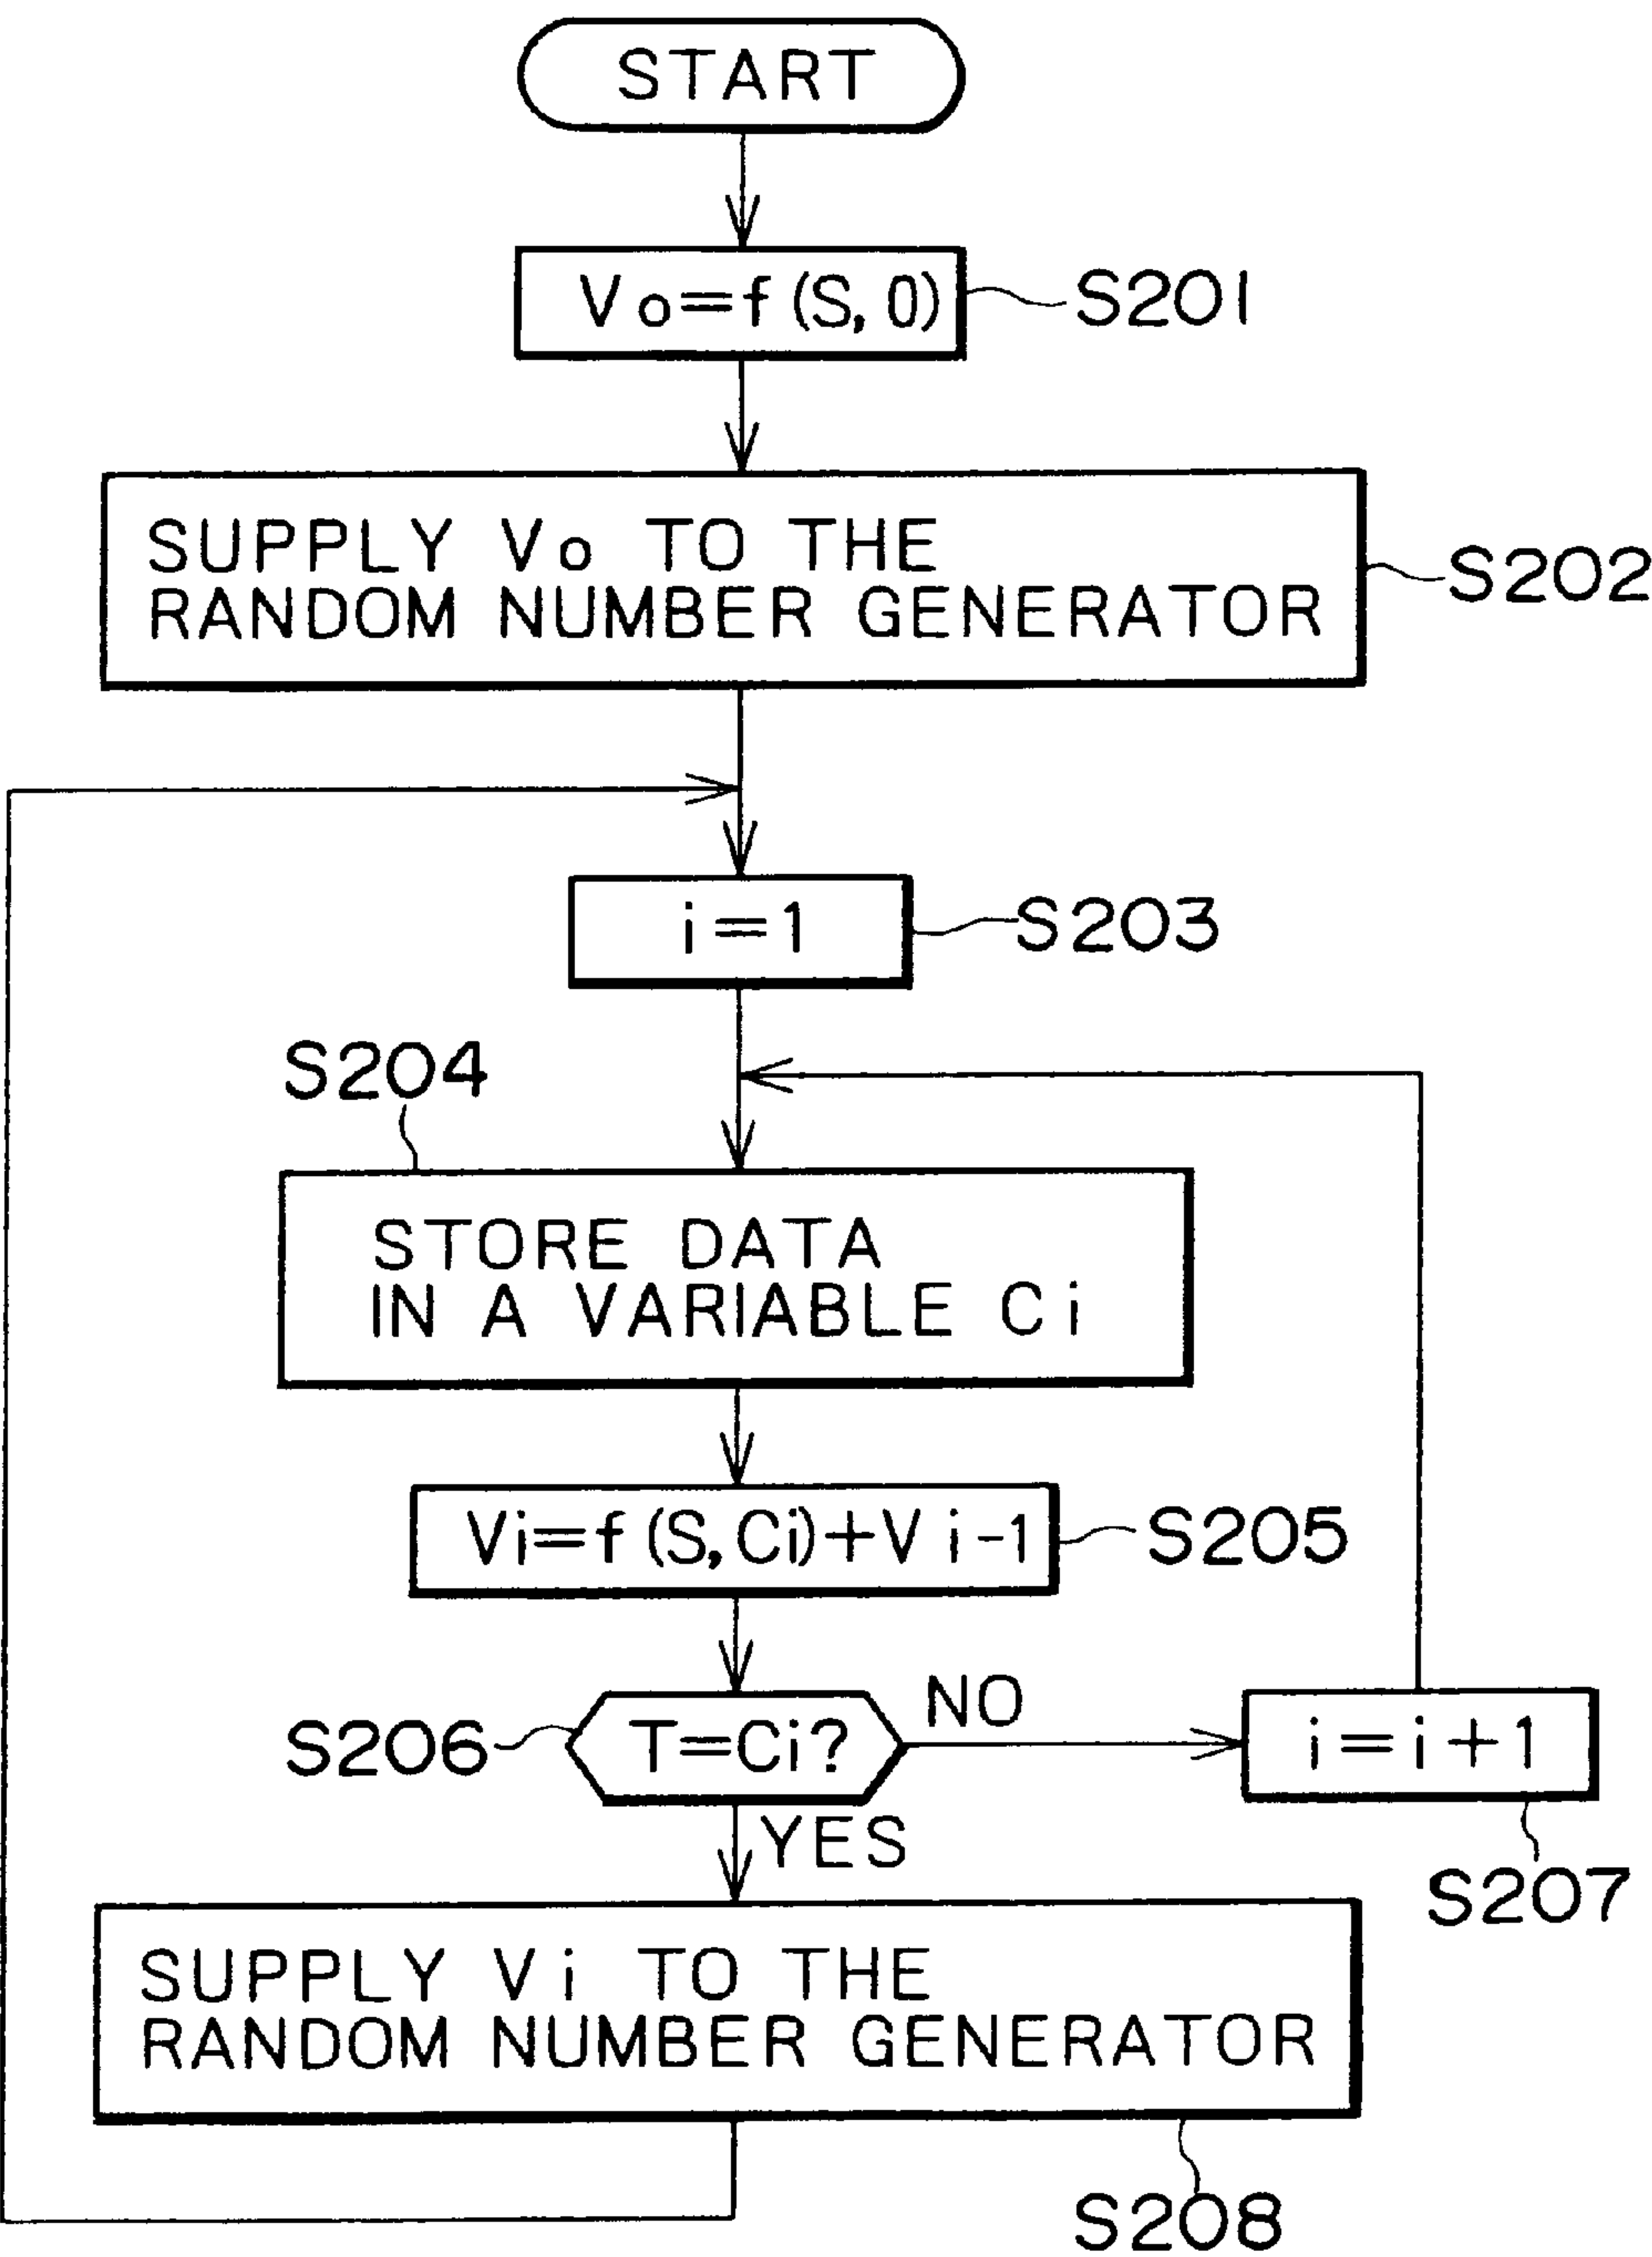 START
Vo=f(S,0)
S201
SUPPLY Vo TO THE
RANDOM NUMBER GENERATOR
S202
i=1
S203
S204
STORE DATA
IN A VARIABLE Ci
Vi=f(S,Ci)+Vi-1
S205
S206
T=Ci?
NO
i=i+1
S207
YES
SUPPLY Vi TO THE
RANDOM NUMBER GENERATOR
S208